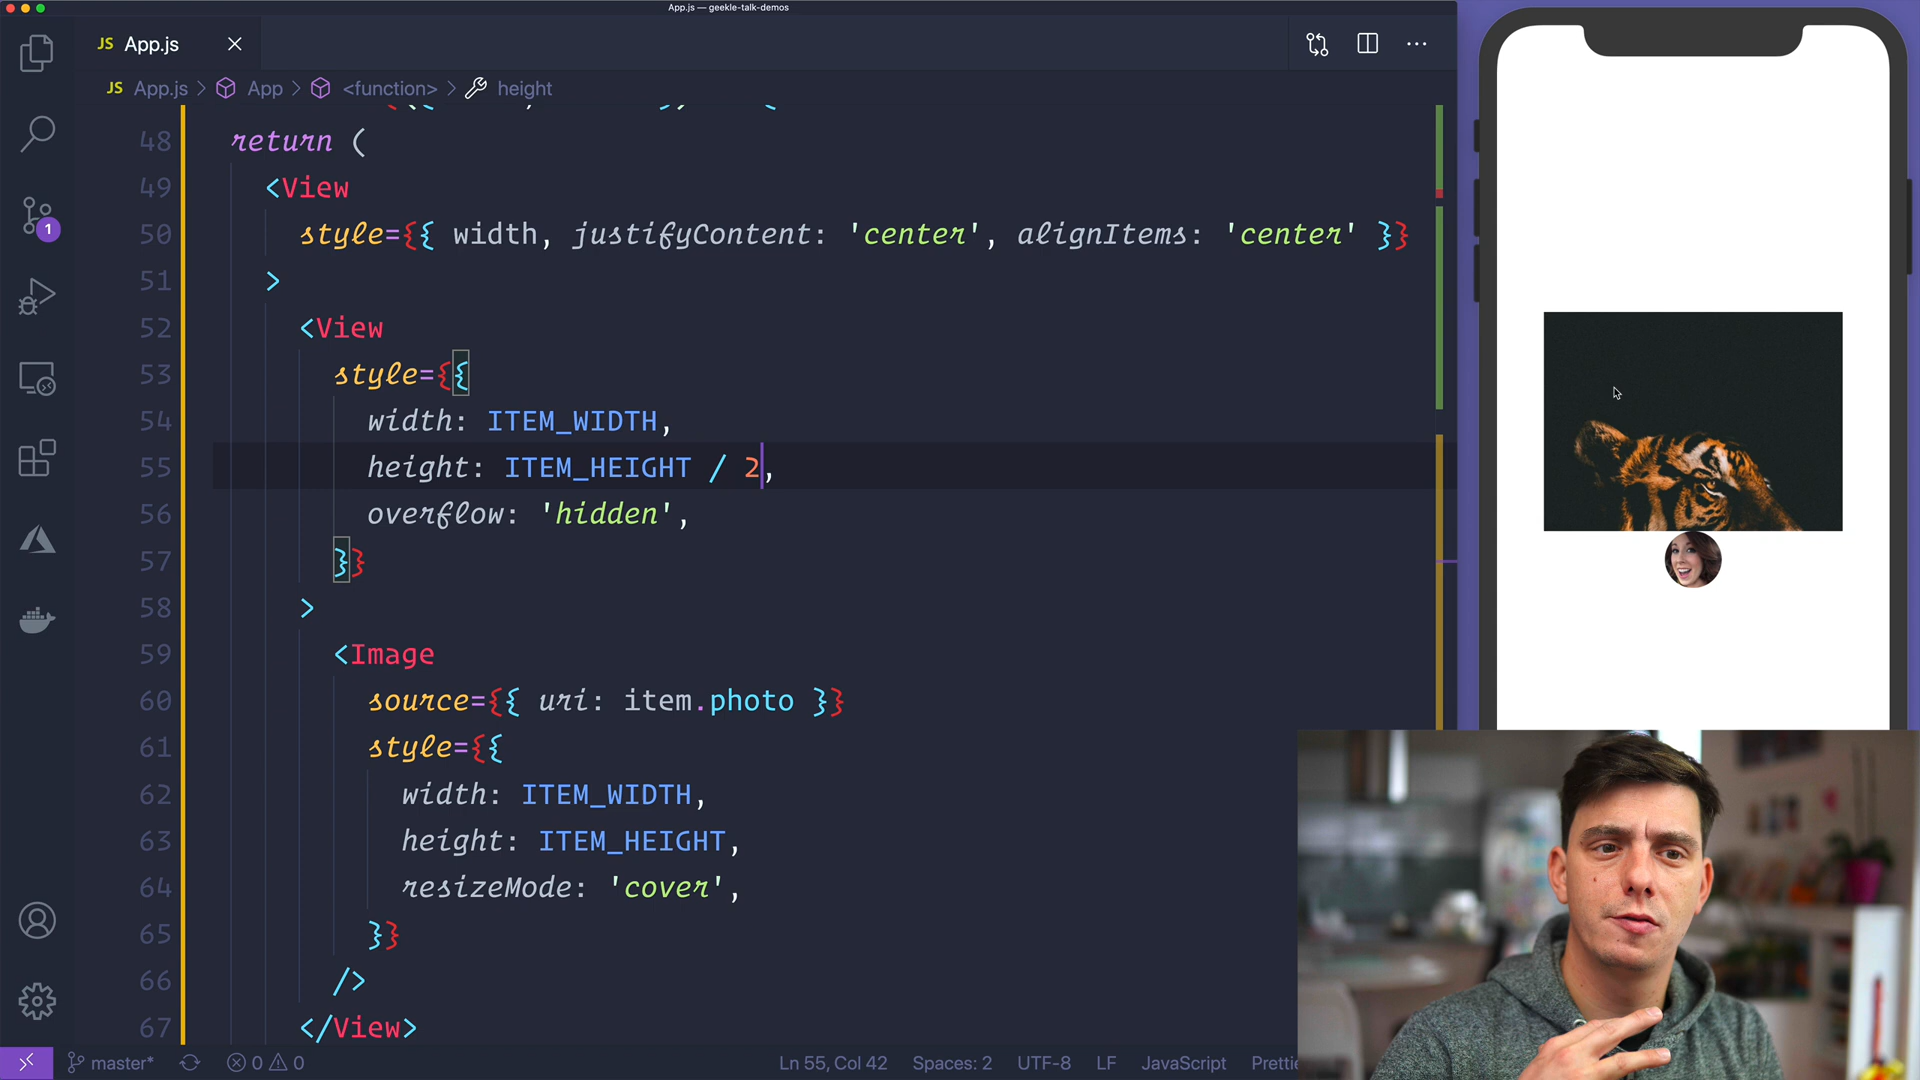 App.js — geekle-talk-demos
JS App.js
JS App.js > App > <function> > height
48 return (
49 <View
50 style={{ width, justifyContent: 'center', alignItems: 'center' }}
51 >
52 <View
53 style={{
54 width: ITEM_WIDTH,
55 height: ITEM_HEIGHT / 2,
56 overflow: 'hidden',
57 }}
58 >
59 <Image
60 source={{ uri: item.photo }}
61 style={{
62 width: ITEM_WIDTH,
63 height: ITEM_HEIGHT,
64 resizeMode: 'cover',
65 }}
66 />
67 </View>
1
master* 0 0 Ln 55, Col 42 Spaces: 2 UTF-8 LF JavaScript